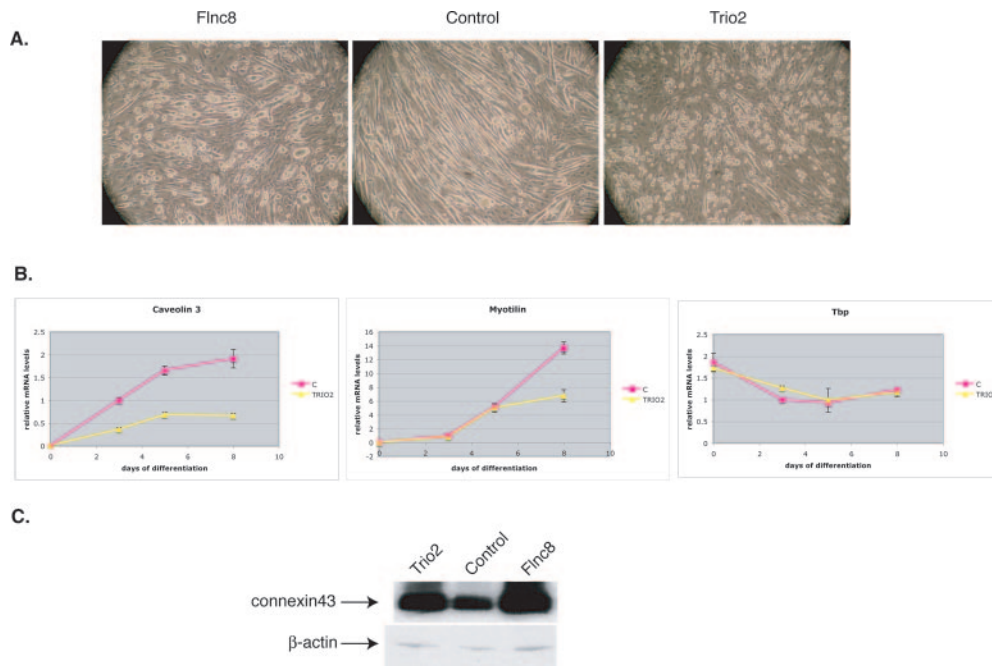 Flnc8 Control Trio2
A.
B.
Caveolin 3
2.5
2
1.5
1
0.5
0
relative mRNA levels
0 2 4 6 8 10
days of differentiation
C
TRIO2
Myotilin
16
14
12
10
8
6
4
2
0
-2
relative mRNA levels
0 2 4 6 8 10
days of differentiation
C
TRIO2
Tbp
2.5
2
1.5
1
0.5
0
relative mRNA levels
0 2 4 6 8 10
days of differentiation
C
TRIO
C.
Trio2 Control Flnc8
connexin43
β-actin